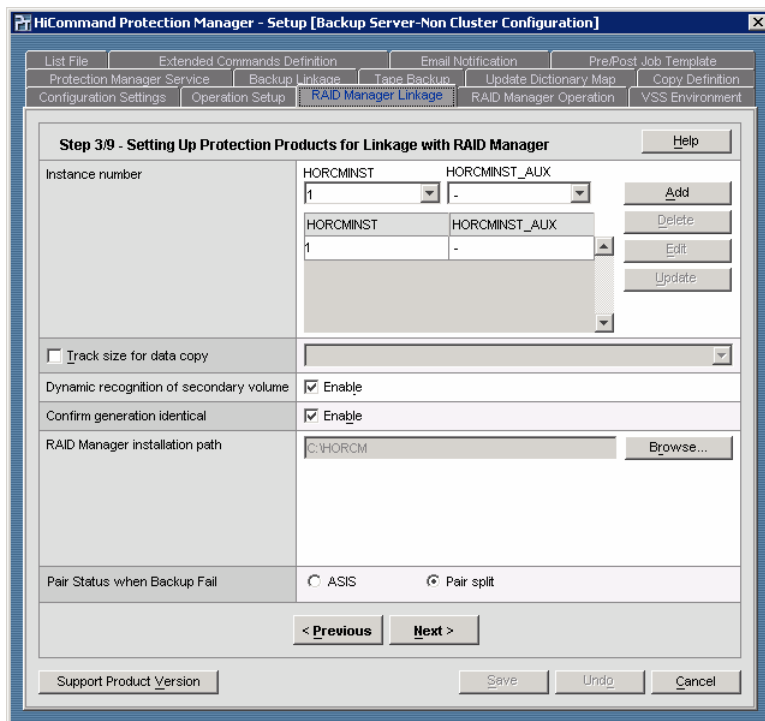 HiCommand Protection Manager - Setup [Backup Server-Non Cluster Configuration]
List File Extended Commands Definition Email Notification Pre/Post Job Template
Protection Manager Service Backup Linkage Tape Backup Update Dictionary Map Copy Definition
Configuration Settings Operation Setup RAID Manager Linkage RAID Manager Operation VSS Environment
Step 3/9 - Setting Up Protection Products for Linkage with RAID Manager Help
Instance number HORCMINST HORCMINST_AUX
1 - Add
HORCMINST HORCMINST_AUX Delete
1 - Edit
Update
Track size for data copy
Dynamic recognition of secondary volume Enable
Confirm generation identical Enable
RAID Manager installation path C:\HORCM Browse...
Pair Status when Backup Fail ASIS Pair split
< Previous Next >
Support Product Version Save Undo Cancel